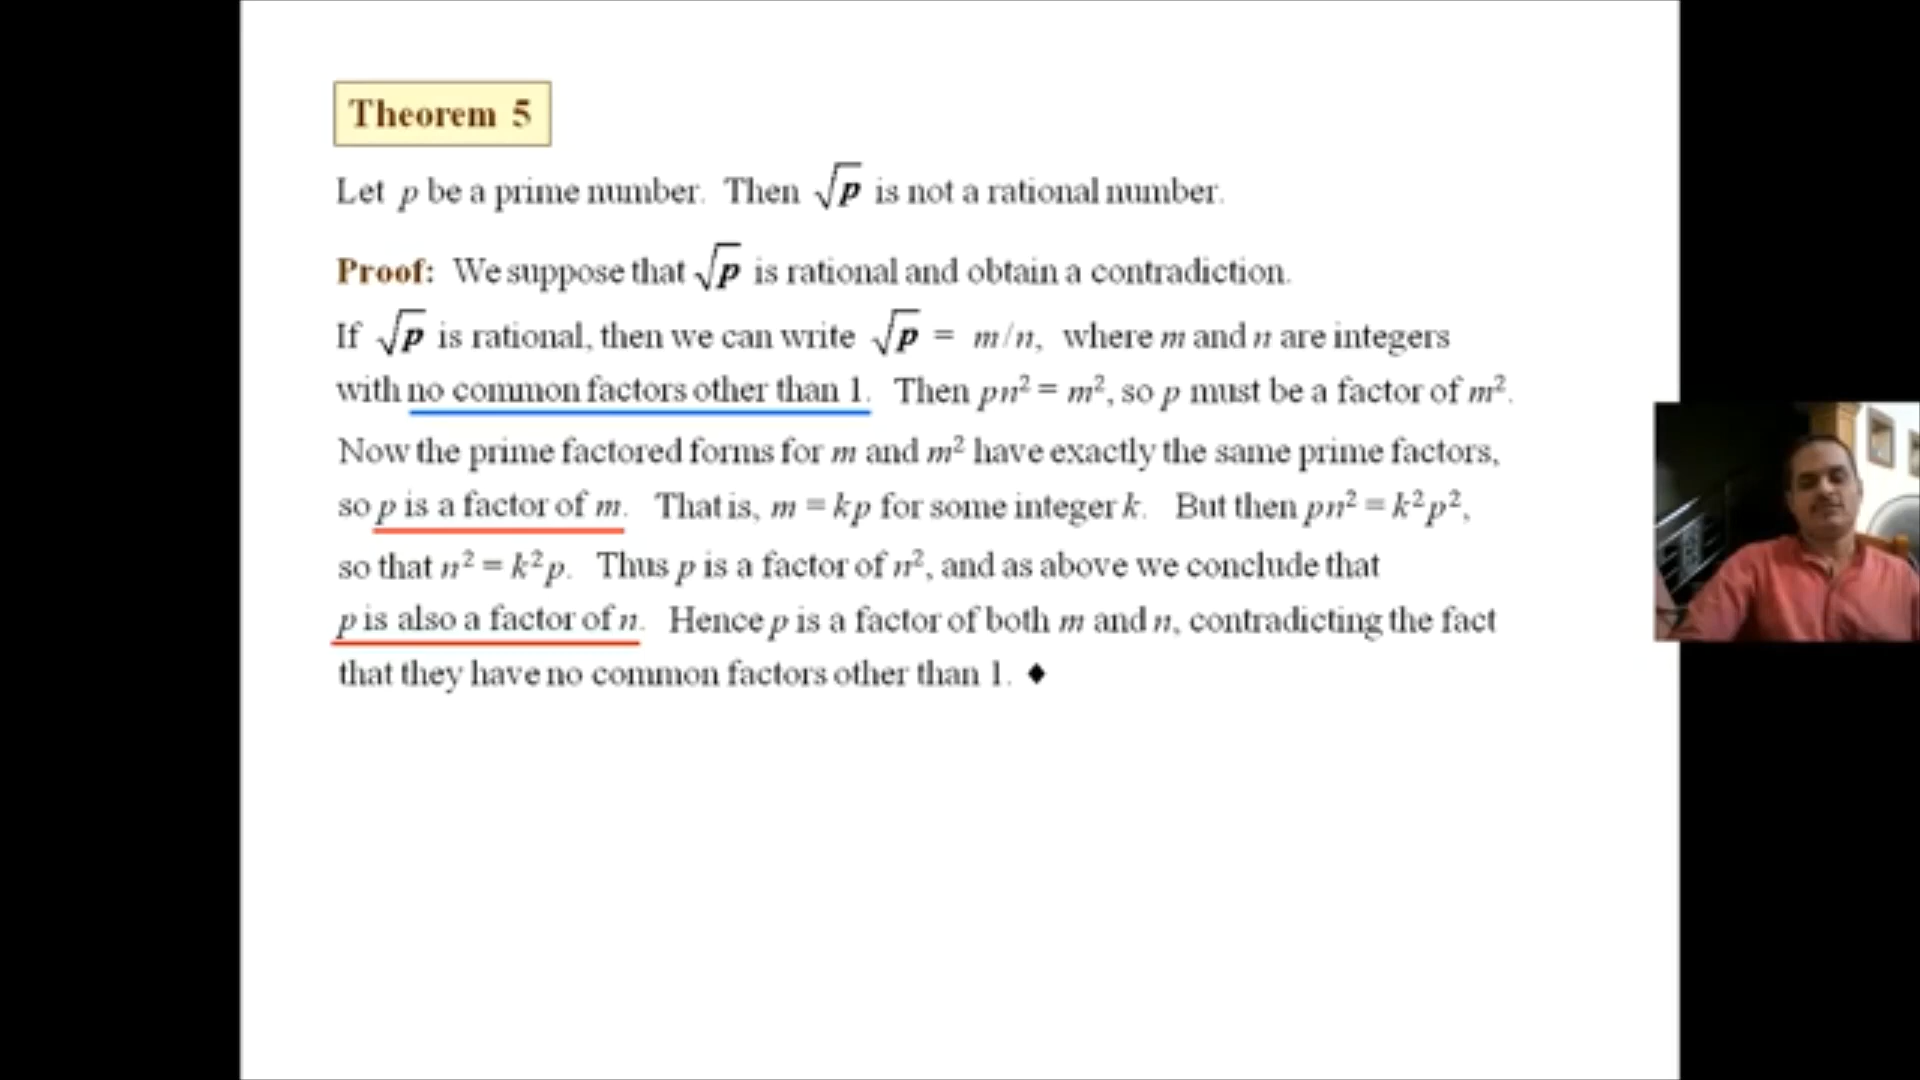 Theorem 5
Let p be a prime number. Then √p is not a rational number.
Proof: We suppose that √p is rational and obtain a contradiction.
If √p is rational, then we can write √p = m/n, where m and n are integers
with no common factors other than 1. Then pn² = m², so p must be a factor of m².
Now the prime factored forms for m and m² have exactly the same prime factors,
so p is a factor of m. That is, m = kp for some integer k. But then pn² = k²p²,
so that n² = k²p. Thus p is a factor of n², and as above we conclude that
p is also a factor of n. Hence p is a factor of both m and n, contradicting the fact
that they have no common factors other than 1. ♦